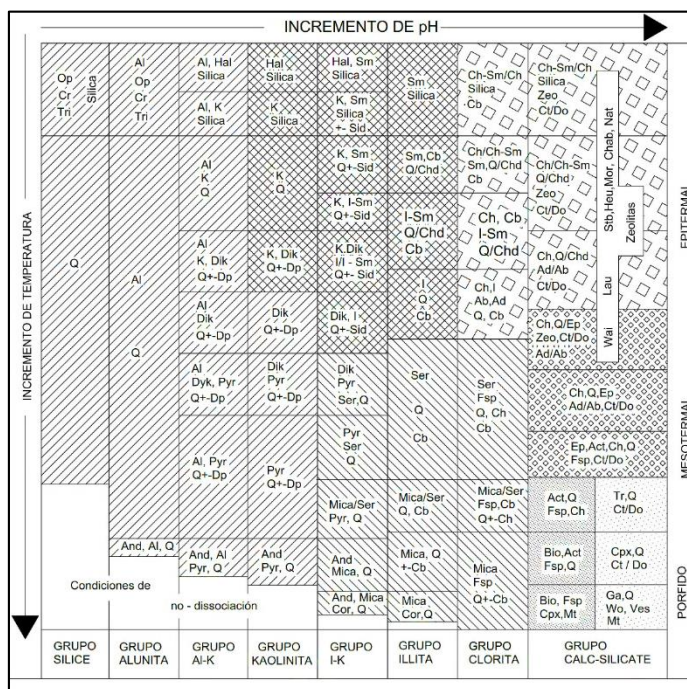 INCREMENTO DE pH
INCREMENTO DE TEMPERATURA
Op
Cr
Tri
Silica
Q
Condiciones de
no - dissociación
Al
Op
Cr
Tri
Al
Q
And, Al, Q
Al, Hal
Silica
Al, K
Silica
Al
K
Q
Al
K, Dik
Q+-Dp
Al
Dik
Q+-Dp
Al
Dyk, Pyr
Q+-Dp
Al, Pyr
Q+-Dp
And, Al
Pyr, Q
Hal
Silica
K
Silica
K
Q
K, Dik
Q+-Dp
Dik
Q+-Dp
Dik
Pyr
Q+-Dp
Pyr
Q+-Dp
And
Pyr, Q
Hal, Sm
Silica
K, Sm
Silica
+- Sid
K, Sm
Q+-Sid
K, I-Sm
Q+-Sid
K,Dik
I/I - Sm
Q+- Sid
Dik, I
Q+-Sid
Dik
Pyr
Ser,Q
Pyr
Ser
Q
Mica/Ser
Pyr, Q
And
Mica, Q
And, Mica
Cor, Q
Sm
Silica
Sm,Cb
Q/Chd
I-Sm
Q/Chd
Cb
I
Q
Cb
Ser
Q
Cb
Mica/Ser
Q, Cb
Mica, Q
+-Cb
Mica
Cor,Q
Ch-Sm/Ch
Silica
Cb
Ch/Ch-Sm
Sm,Q/Chd
Cb
Ch, Cb
I-Sm
Q/Chd
Ch,I
Ab,Ad
Q, Cb
Ser
Fsp
Q, Ch
Cb
Mica/Ser
Fsp,Cb
Q+-Ch
Mica
Fsp
Q+-Cb
Ch-Sm/Ch
Silica
Zeo
Ct/Do
Ch/Ch-Sm
Q/Chd
Zeo
Ct/Do
Ch,Q/Chd
Ad/Ab
Ct/Do
Ch,Q/Ep
Zeo,Ct/Do
Ad/Ab
Ch,Q,Ep
Ad/Ab,Ct/Do
Ep,Act,Ch,Q
Fsp,Ct/Do
Act,Q
Fsp,Ch
Tr,Q
Ct/Do
Bio,Act
Fsp,Q
Cpx,Q
Ct / Do
Bio, Fsp
Cpx,Mt
Ga,Q
Wo, Ves
Mt
Stb,Heu,Mor, Chab, Nat
Lau
Wai
Zeolitas
EPITERMAL
MESOTERMAL
PORFIDO
GRUPO
SILICE
GRUPO
ALUNITA
GRUPO
Al-K
GRUPO
KAOLINITA
GRUPO
I-K
GRUPO
ILLITA
GRUPO
CLORITA
GRUPO
CALC-SILICATE